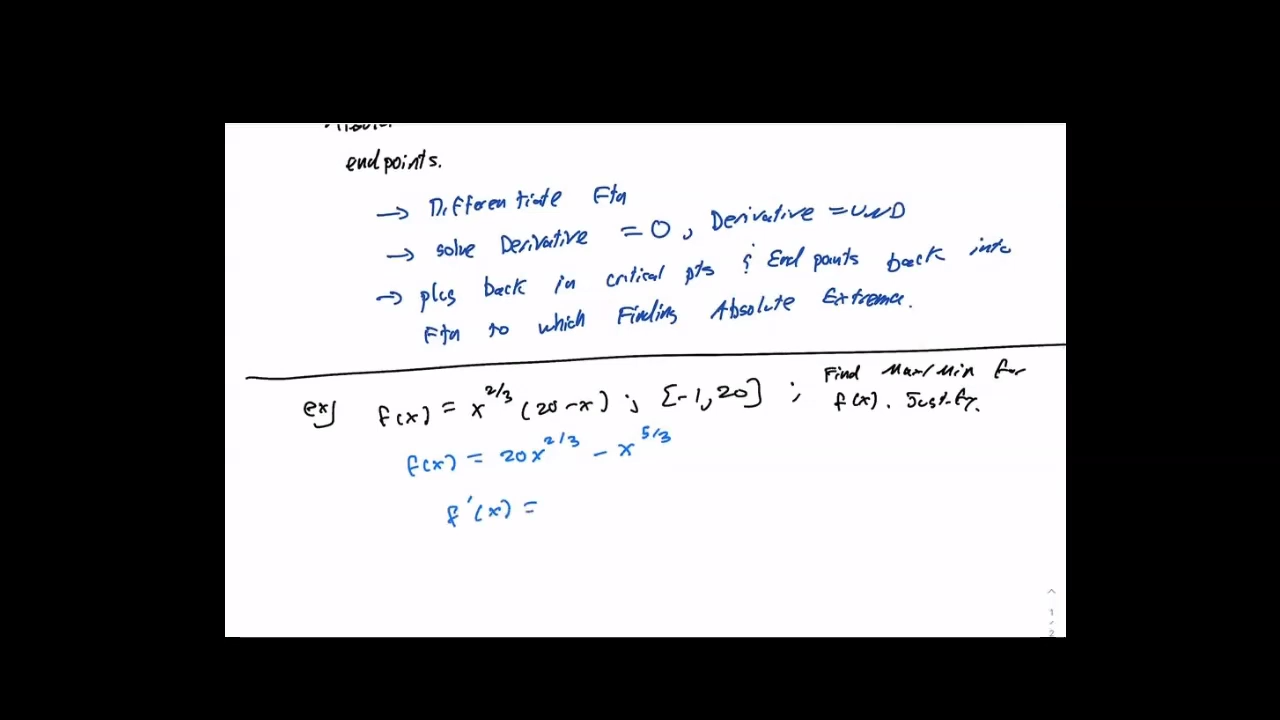 endpoints.
→ Differentiate Ftn
→ solve Derivative = 0, Derivative = UND
→ plug back in critical pts & End points back into
Ftn to which Finding Absolute Extrema.
ex) f(x) = x^{2/3} (20-x) ; [-1, 20] ; Find Max/Min for
f(x). Justify.
f(x) = 20x^{2/3} - x^{5/3}
f'(x) =
1
/
2